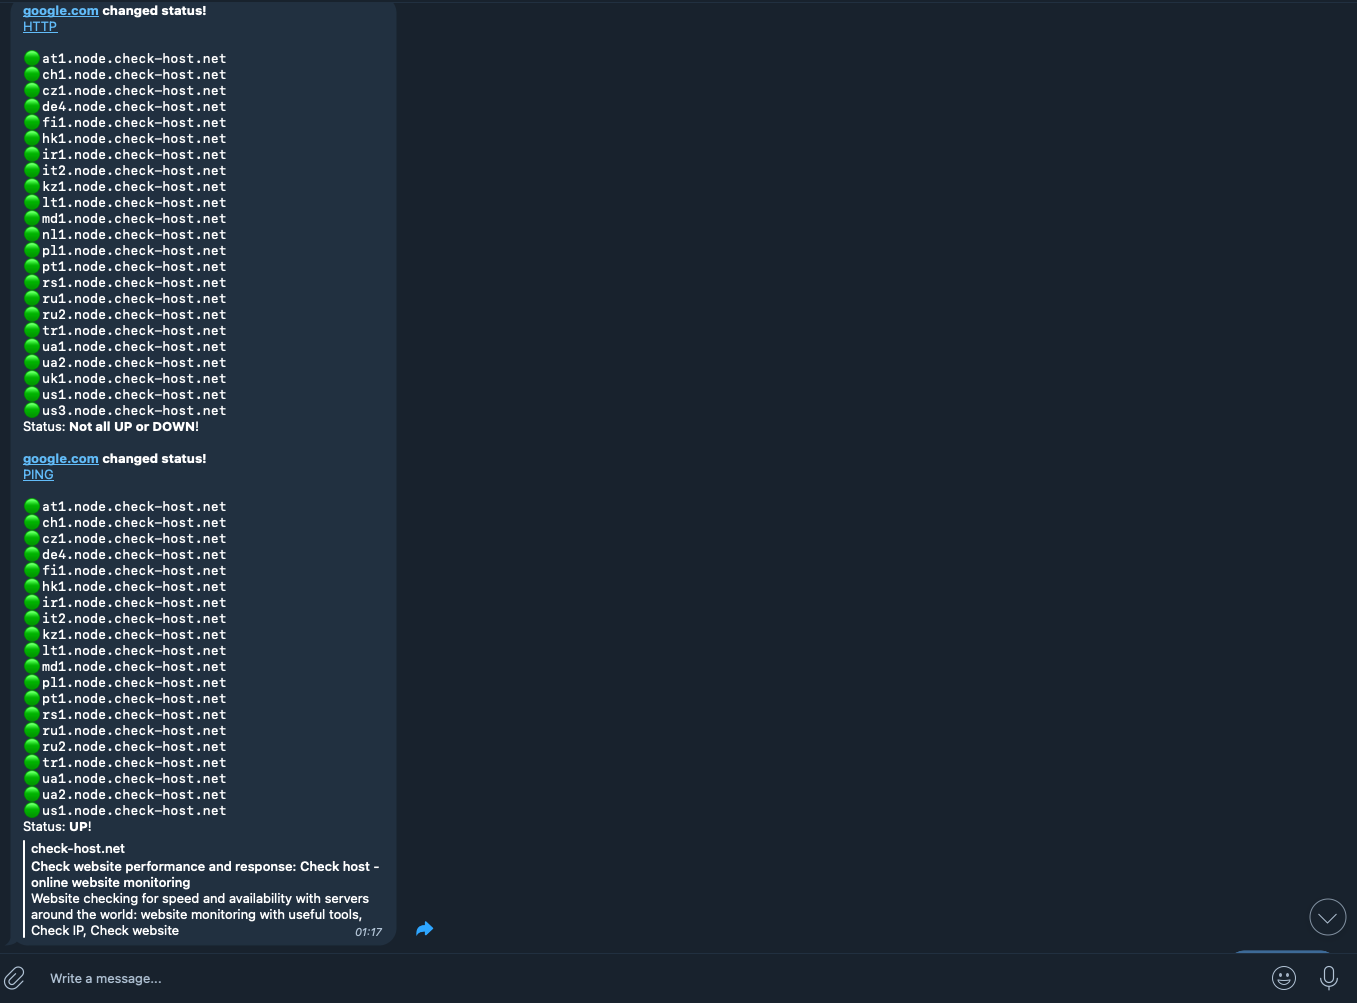 google.com changed status!
HTTP
at1.node.check-host.net
ch1.node.check-host.net
cz1.node.check-host.net
de4.node.check-host.net
fi1.node.check-host.net
hk1.node.check-host.net
ir1.node.check-host.net
it2.node.check-host.net
kz1.node.check-host.net
lt1.node.check-host.net
md1.node.check-host.net
nl1.node.check-host.net
pl1.node.check-host.net
pt1.node.check-host.net
rs1.node.check-host.net
ru1.node.check-host.net
ru2.node.check-host.net
tr1.node.check-host.net
ua1.node.check-host.net
ua2.node.check-host.net
uk1.node.check-host.net
us1.node.check-host.net
us3.node.check-host.net
Status: Not all UP or DOWN!
google.com changed status!
PING
at1.node.check-host.net
ch1.node.check-host.net
cz1.node.check-host.net
de4.node.check-host.net
fi1.node.check-host.net
hk1.node.check-host.net
ir1.node.check-host.net
it2.node.check-host.net
kz1.node.check-host.net
lt1.node.check-host.net
md1.node.check-host.net
pl1.node.check-host.net
pt1.node.check-host.net
rs1.node.check-host.net
ru1.node.check-host.net
ru2.node.check-host.net
tr1.node.check-host.net
ua1.node.check-host.net
ua2.node.check-host.net
us1.node.check-host.net
Status: UP!
check-host.net
Check website performance and response: Check host -
online website monitoring
Website checking for speed and availability with servers
around the world: website monitoring with useful tools,
Check IP, Check website 01:17
Write a message...